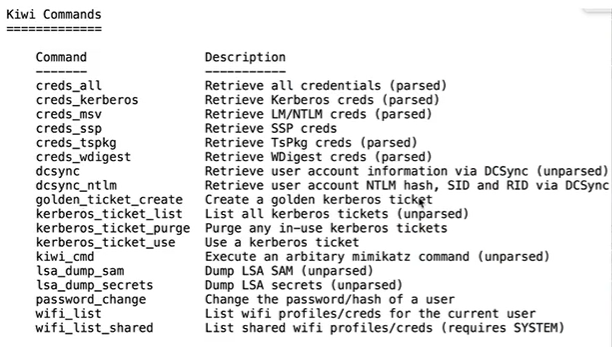 Kiwi Commands
=============
Command Description
------- -----------
creds_all Retrieve all credentials (parsed)
creds_kerberos Retrieve Kerberos creds (parsed)
creds_msv Retrieve LM/NTLM creds (parsed)
creds_ssp Retrieve SSP creds
creds_tspkg Retrieve TsPkg creds (parsed)
creds_wdigest Retrieve WDigest creds (parsed)
dcsync Retrieve user account information via DCSync (unparsed)
dcsync_ntlm Retrieve user account NTLM hash, SID and RID via DCSync
golden_ticket_create Create a golden kerberos ticket
kerberos_ticket_list List all kerberos tickets (unparsed)
kerberos_ticket_purge Purge any in-use kerberos tickets
kerberos_ticket_use Use a kerberos ticket
kiwi_cmd Execute an arbitary mimikatz command (unparsed)
lsa_dump_sam Dump LSA SAM (unparsed)
lsa_dump_secrets Dump LSA secrets (unparsed)
password_change Change the password/hash of a user
wifi_list List wifi profiles/creds for the current user
wifi_list_shared List shared wifi profiles/creds (requires SYSTEM)